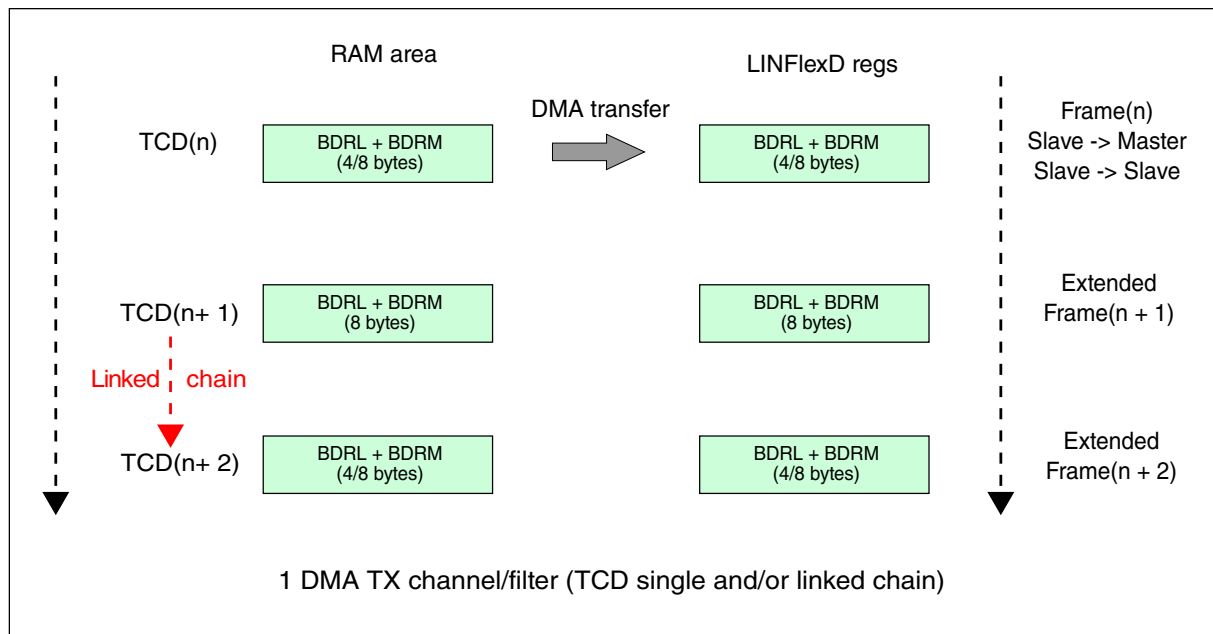 RAM area
LINFlexD regs
DMA transfer
TCD(n)
BDRL + BDRM
(4/8 bytes)
BDRL + BDRM
(4/8 bytes)
Frame(n)
Slave -> Master
Slave -> Slave
TCD(n+ 1)
BDRL + BDRM
(8 bytes)
BDRL + BDRM
(8 bytes)
Extended
Frame(n + 1)
Linked chain
TCD(n+ 2)
BDRL + BDRM
(4/8 bytes)
BDRL + BDRM
(4/8 bytes)
Extended
Frame(n + 2)
1 DMA TX channel/filter (TCD single and/or linked chain)